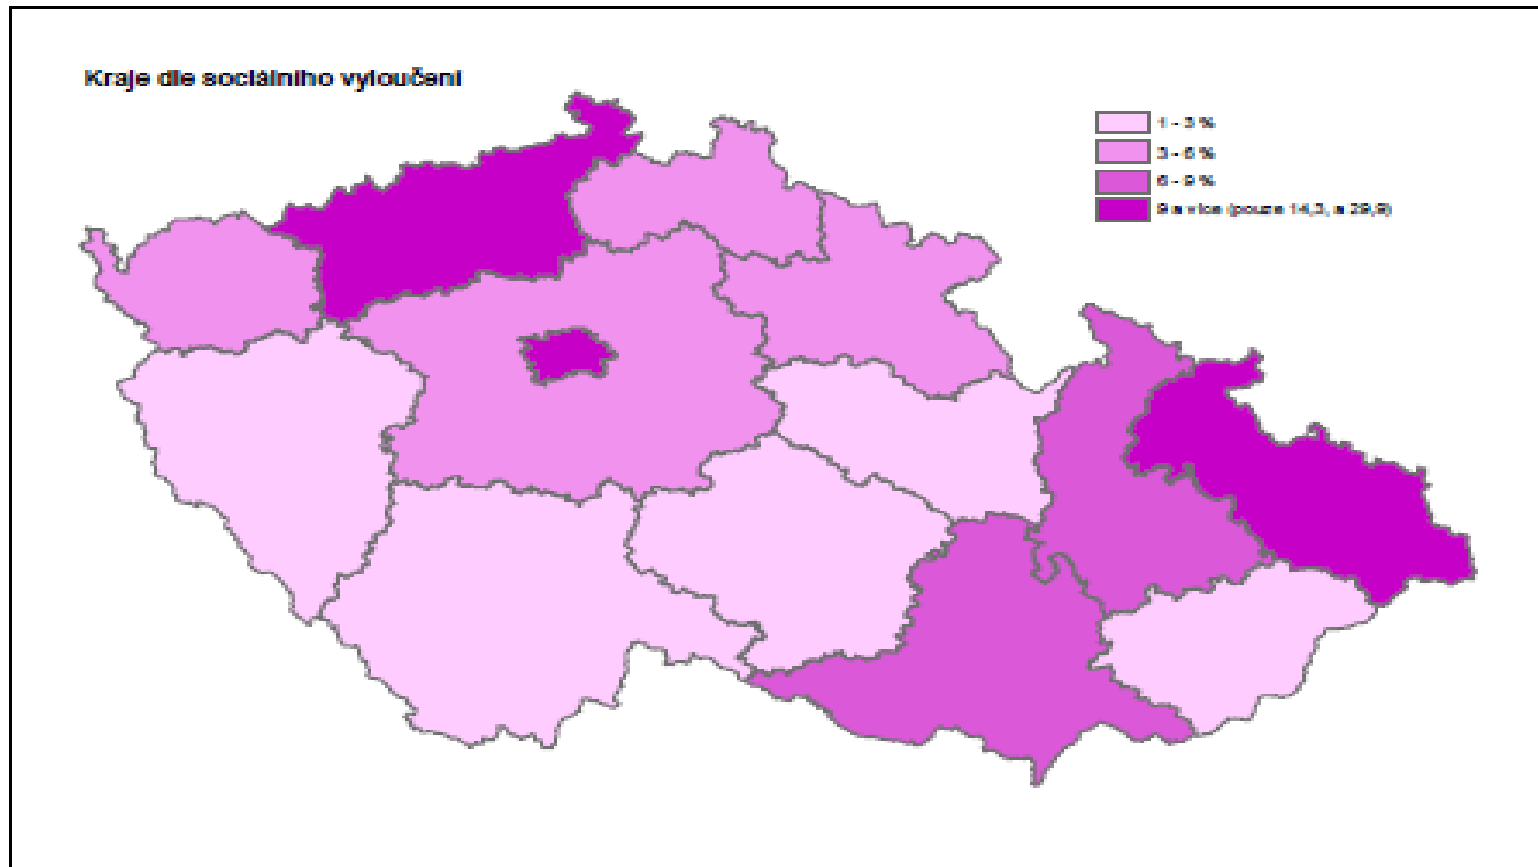 Kraje dle sociálního vyloučení
1 - 3 %
3 - 6 %
6 - 9 %
9 a více (pouze 14,3, a 29,9)